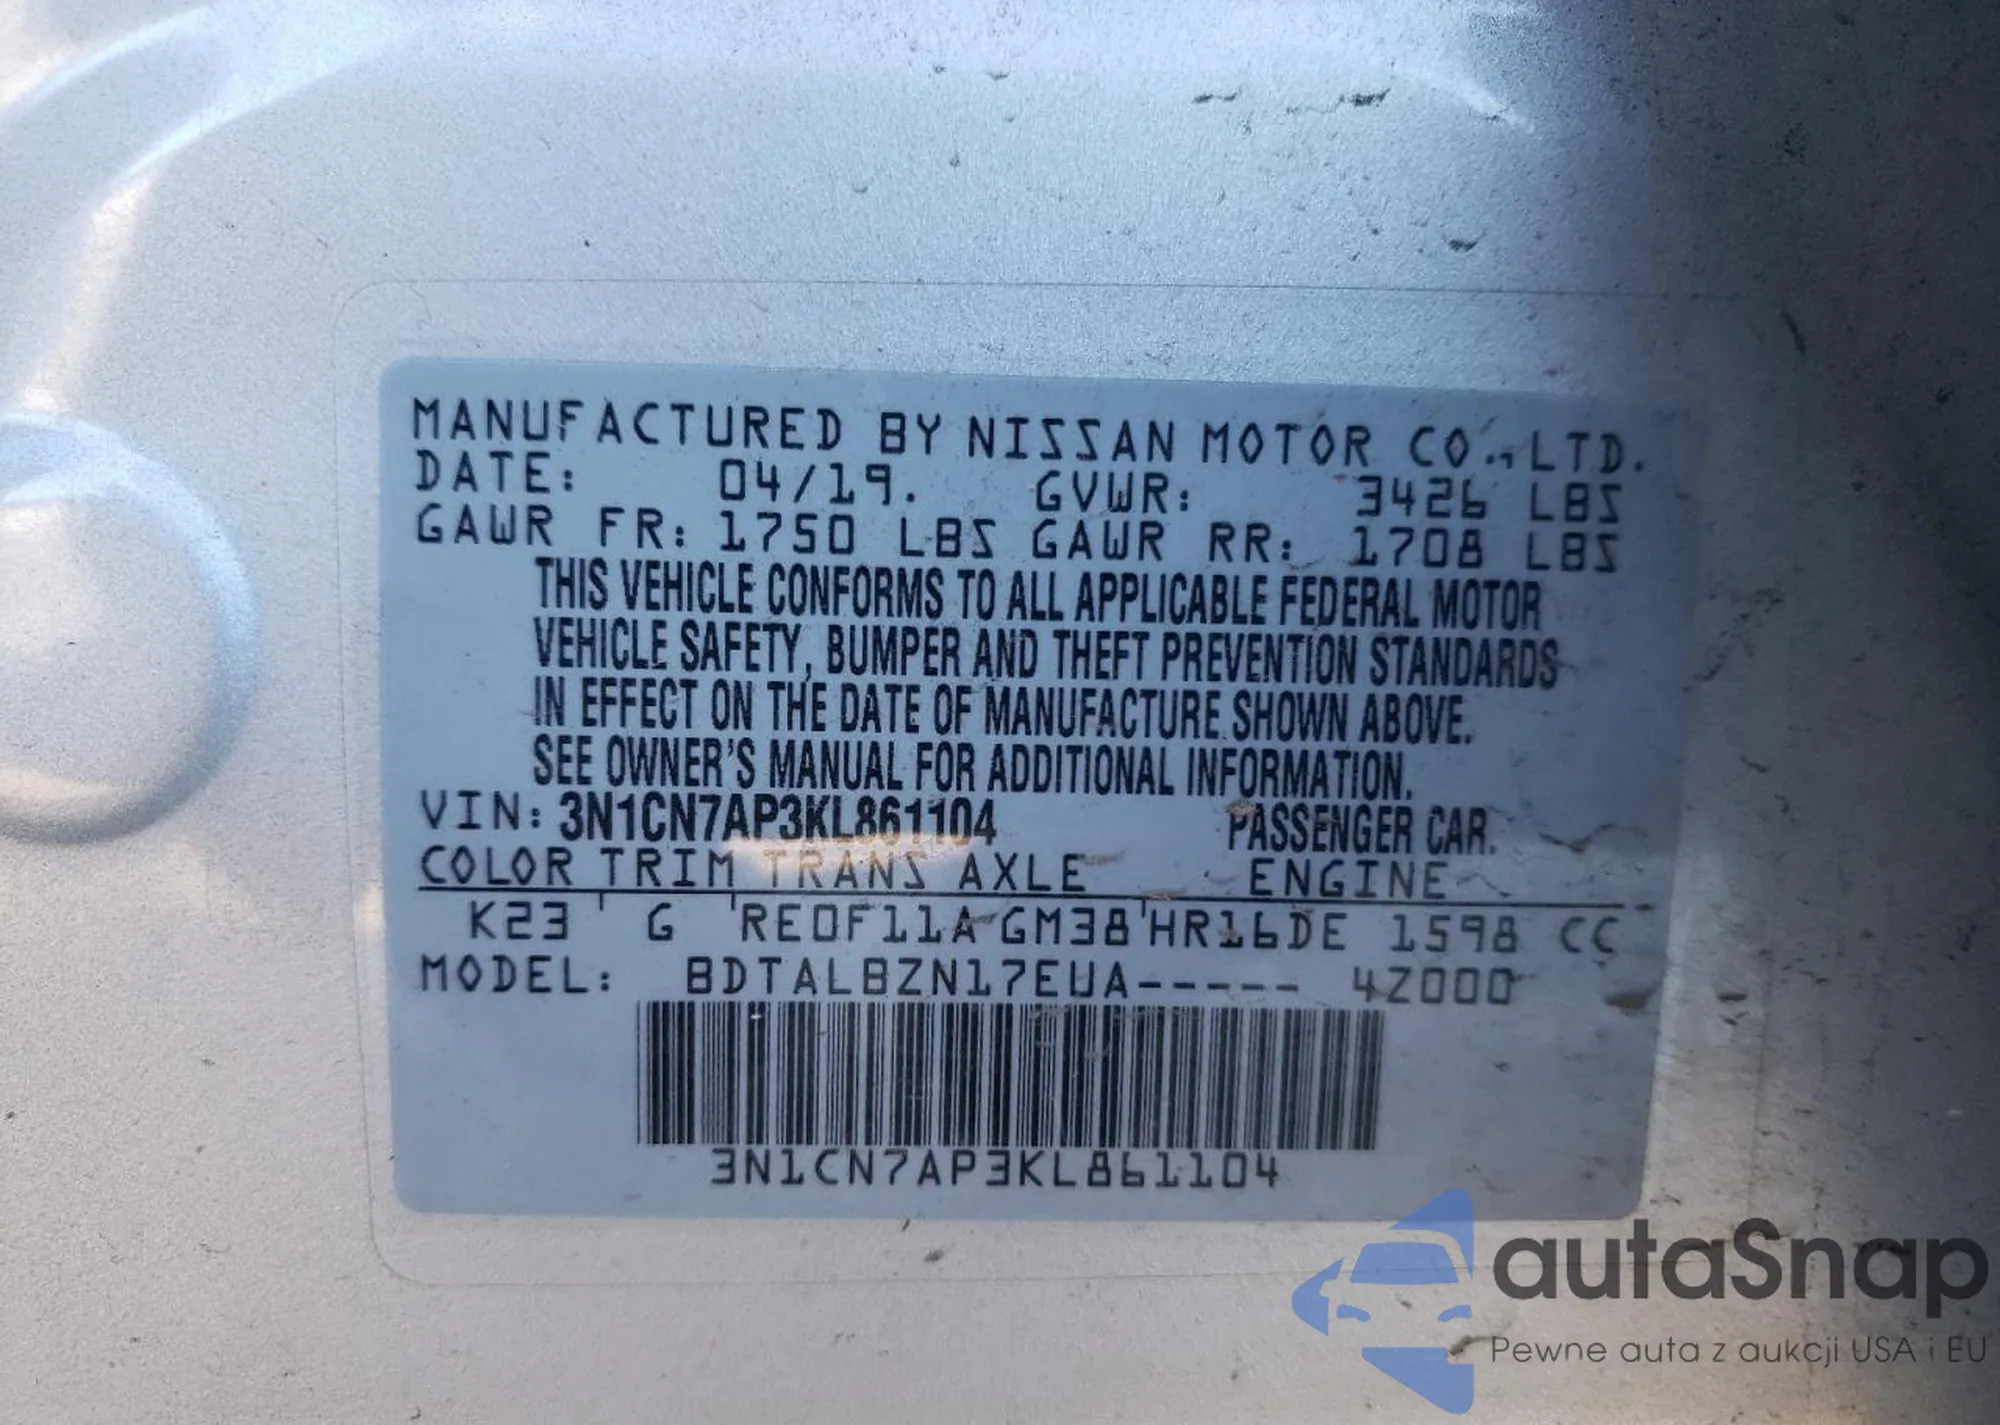 MANUFACTURED BY NISSAN MOTOR CO., LTD.
DATE: 04/19. GVWR: 3426 LBS
GAWR FR: 1750 LBS GAWR RR: 1708 LBS
THIS VEHICLE CONFORMS TO ALL APPLICABLE FEDERAL MOTOR
VEHICLE SAFETY, BUMPER AND THEFT PREVENTION STANDARDS
IN EFFECT ON THE DATE OF MANUFACTURE SHOWN ABOVE.
SEE OWNER'S MANUAL FOR ADDITIONAL INFORMATION.
VIN: 3N1CN7AP3KL861104 PASSENGER CAR.
COLOR TRIM TRANS AXLE ENGINE
K23 G RE0F11A GM38 HR16DE 1598 CC
MODEL: BDTALBZN17EUA----- 4Z000
3N1CN7AP3KL861104
autaSnap
Pewne auta z aukcji USA i EU